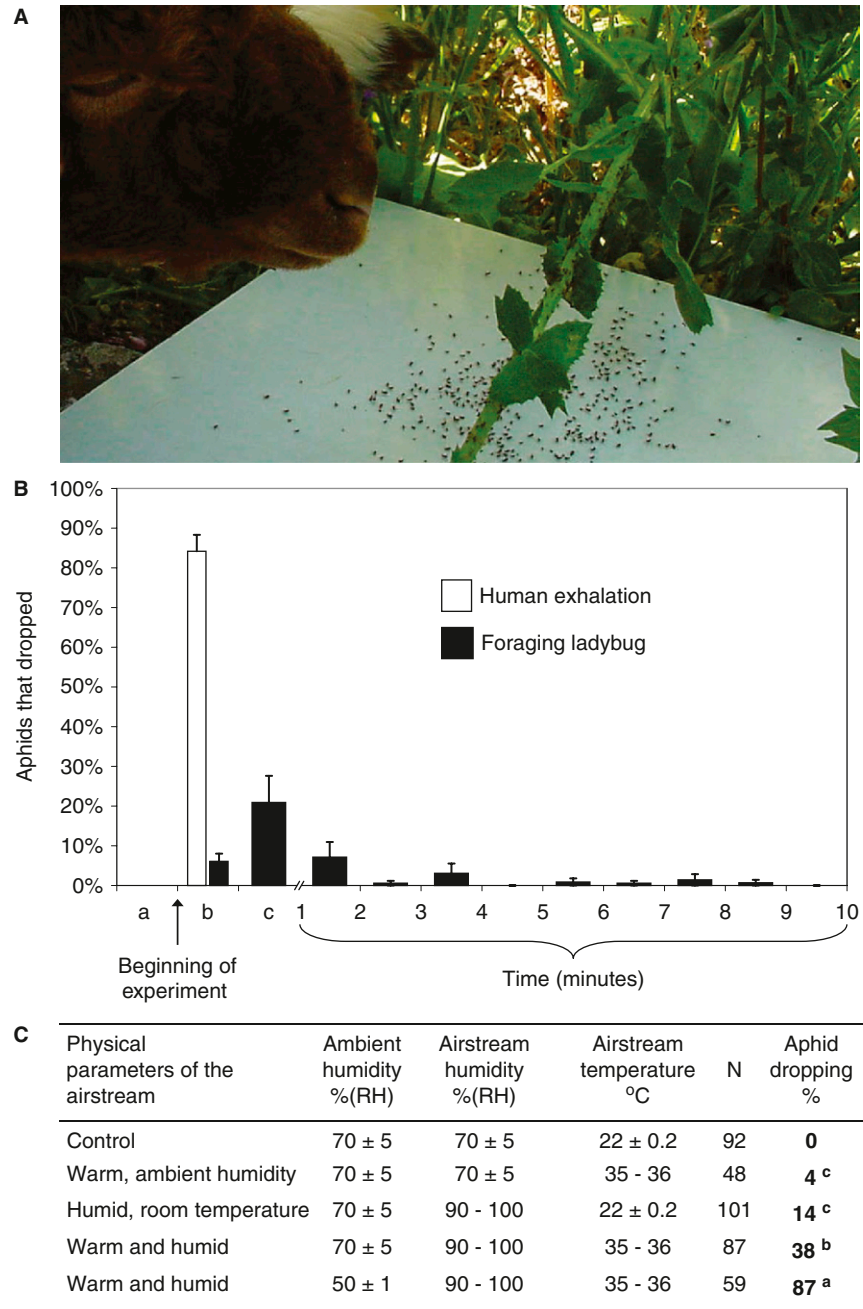 A
B
100%
90%
80%
70%
60%
50%
40%
30%
20%
10%
0%
Aphids that dropped
Human exhalation
Foraging ladybug
a b c 1 2 3 4 5 6 7 8 9 10
Beginning of
experiment
Time (minutes)
C
Physical
parameters of the
airstream
Ambient
humidity
%(RH)
Airstream
humidity
%(RH)
Airstream
temperature
ºC
N
Aphid
dropping
%
Control 70 ± 5 70 ± 5 22 ± 0.2 92 0
Warm, ambient humidity 70 ± 5 70 ± 5 35 - 36 48 4 c
Humid, room temperature 70 ± 5 90 - 100 22 ± 0.2 101 14 c
Warm and humid 70 ± 5 90 - 100 35 - 36 87 38 b
Warm and humid 50 ± 1 90 - 100 35 - 36 59 87 a